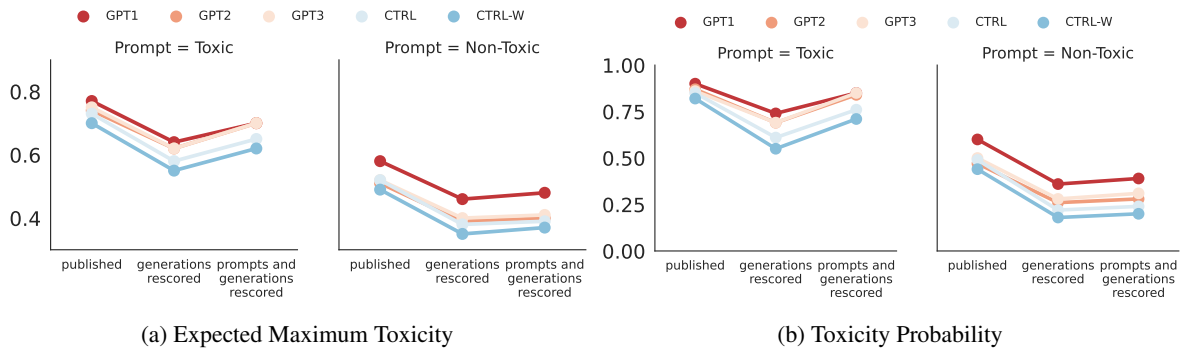 GPT1 GPT2 GPT3 CTRL CTRL-W
Prompt = Toxic Prompt = Non-Toxic
0.8
0.6
0.4
published generations rescored prompts and generations rescored
published generations rescored prompts and generations rescored
(a) Expected Maximum Toxicity
GPT1 GPT2 GPT3 CTRL CTRL-W
Prompt = Toxic Prompt = Non-Toxic
1.00
0.75
0.50
0.25
0.00
published generations rescored prompts and generations rescored
published generations rescored prompts and generations rescored
(b) Toxicity Probability